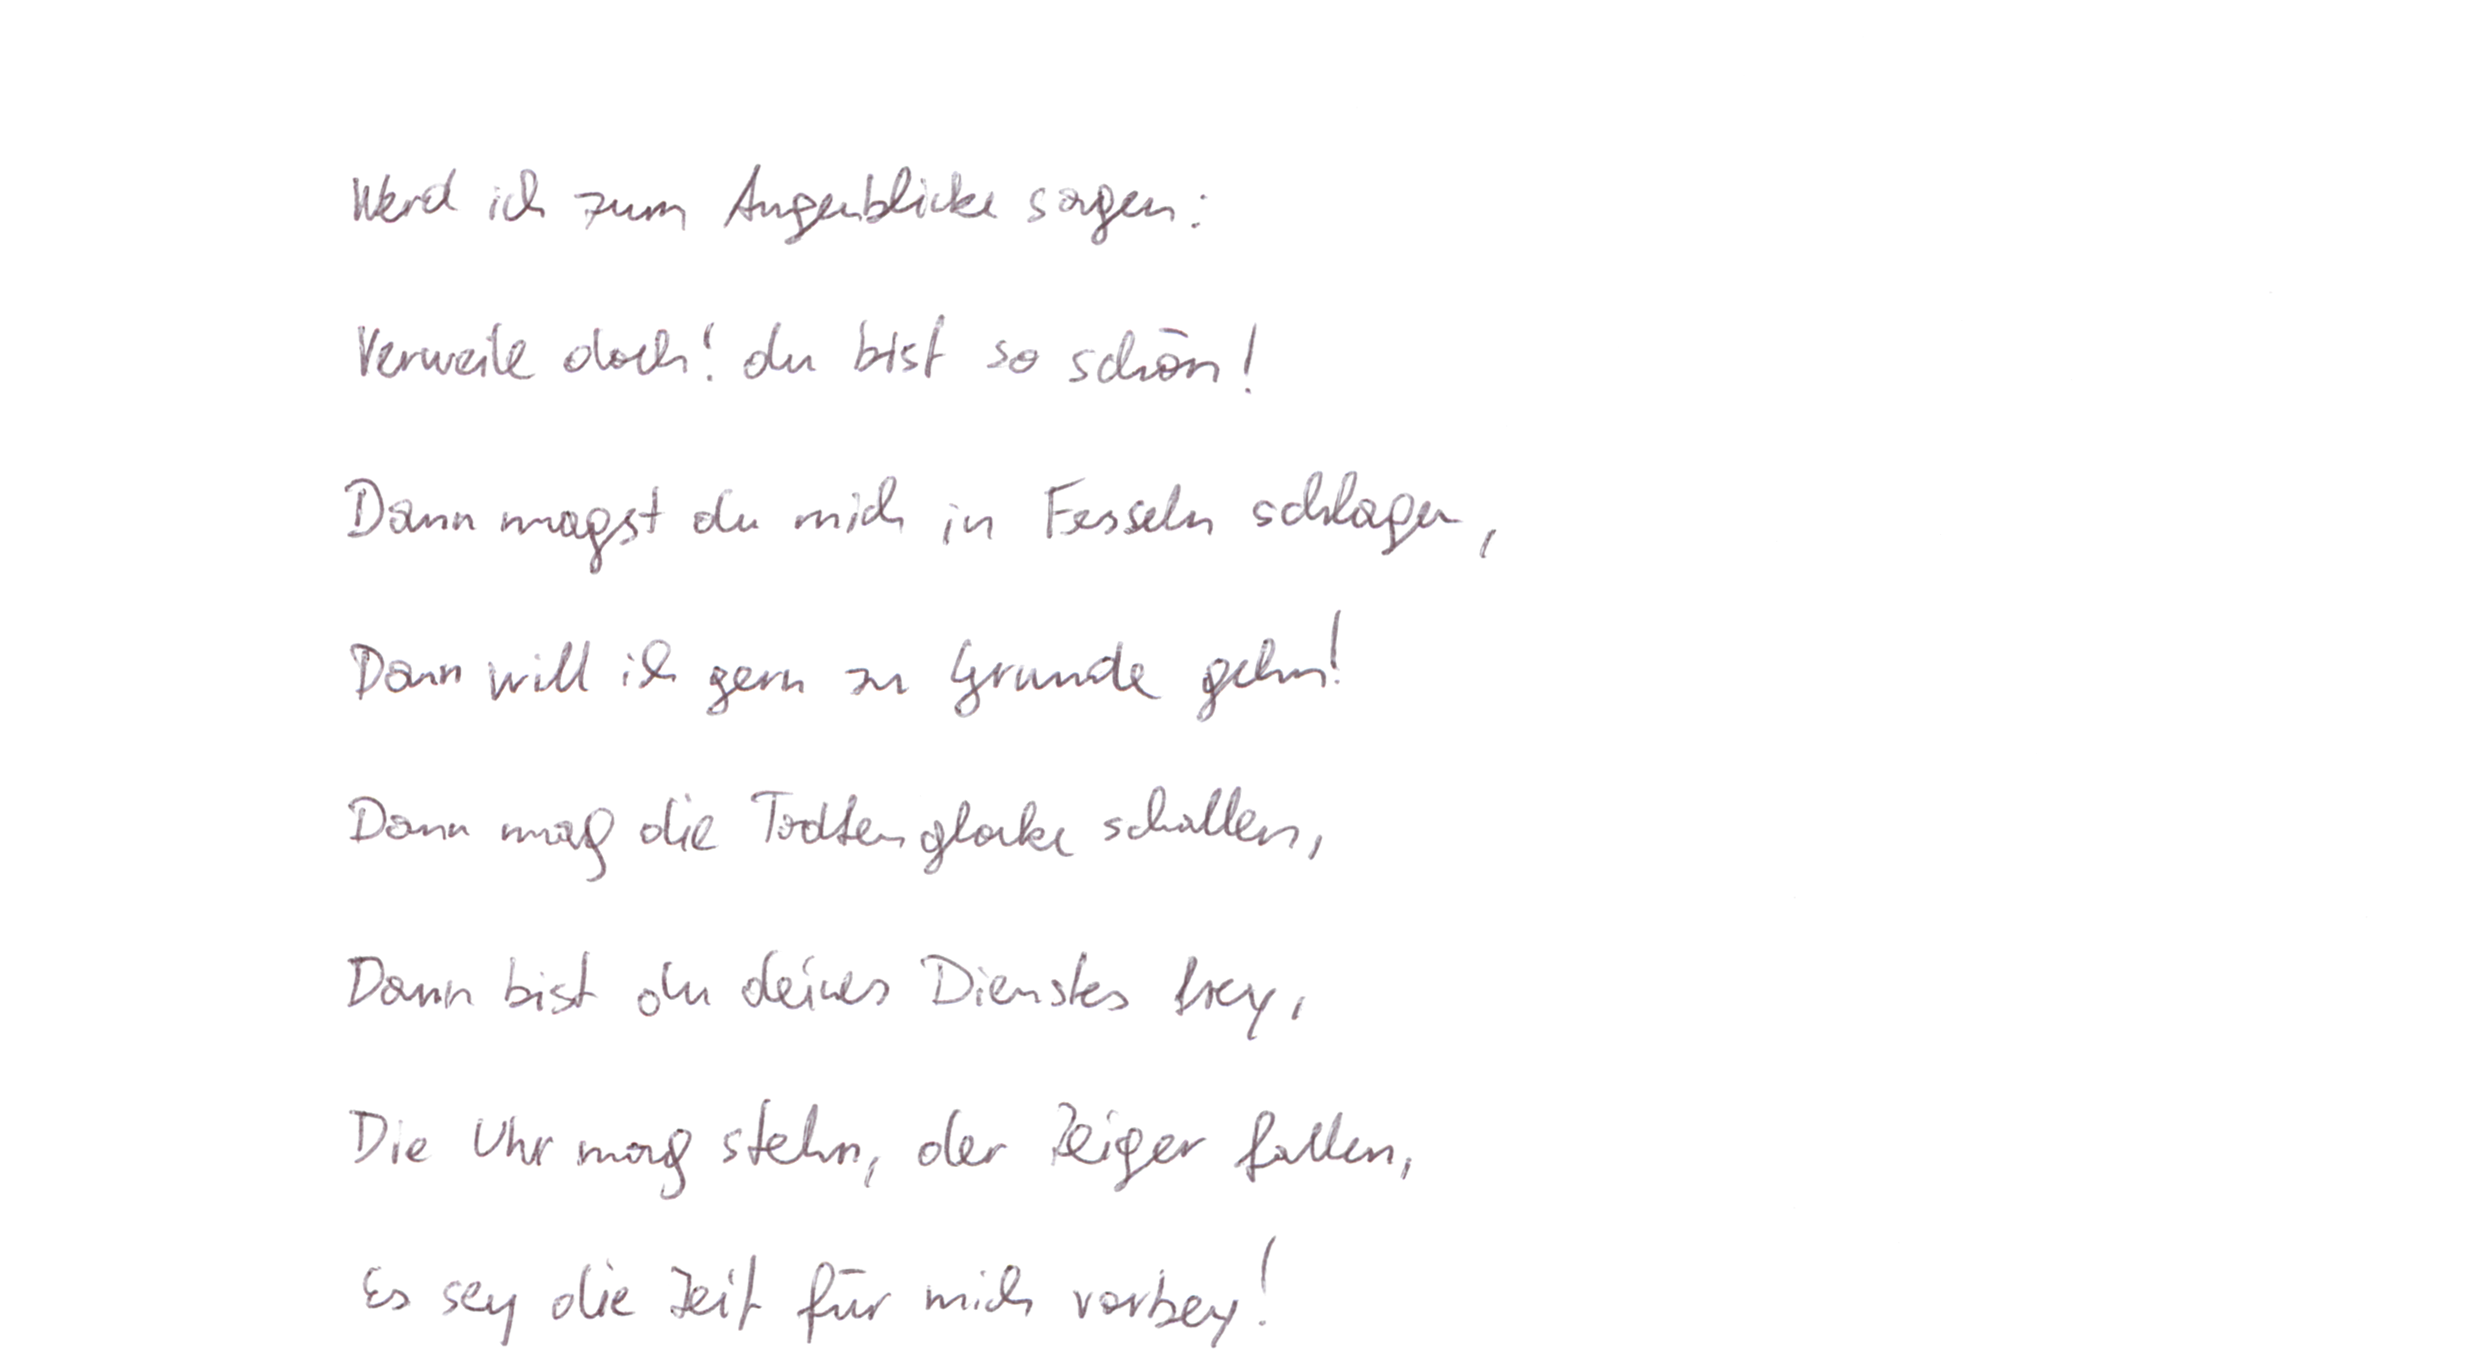 Werd ich zum Augenblicke sagen:
Verweile doch! du bist so schön!
Dann magst du mich in Fesseln schlagen,
Dann will ich gern zu Grunde gehn!
Dann mag die Todtenglocke schallen,
Dann bist du deines Dienstes frey,
Die Uhr mag stehn, der Zeiger fallen,
Es sey die Zeit für mich vorbey!